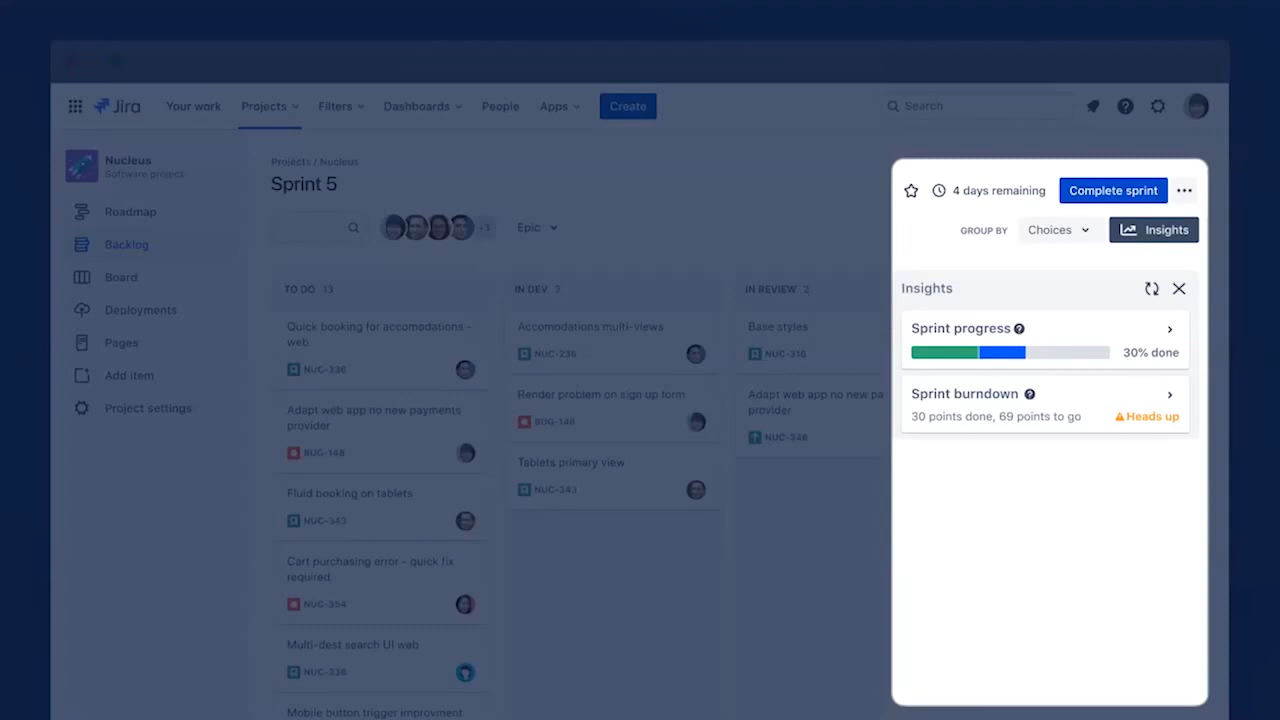 Jira
Your work
Projects
Filters
Dashboards
People
Apps
Create
Search
Nucleus
Software project
Roadmap
Backlog
Board
Deployments
Pages
Add item
Project settings
Projects / Nucleus
Sprint 5
+3
Epic
4 days remaining
Complete sprint
GROUP BY
Choices
Insights
TO DO 13
Quick booking for accomodations -
web
NUC-336
Adapt web app no new payments
provider
BUG-148
Fluid booking on tablets
NUC-343
Cart purchasing error - quick fix
required.
NUC-354
Multi-dest search UI web
NUC-336
Mobile button trigger improvment
IN DEV 3
Accomodations multi-views
NUC-236
Render problem on sign up form
BUG-148
Tablets primary view
NUC-343
IN REVIEW 2
Base styles
NUC-316
Adapt web app no new pa
provider
NUC-346
Insights
Sprint progress
30% done
Sprint burndown
30 points done, 69 points to go
Heads up